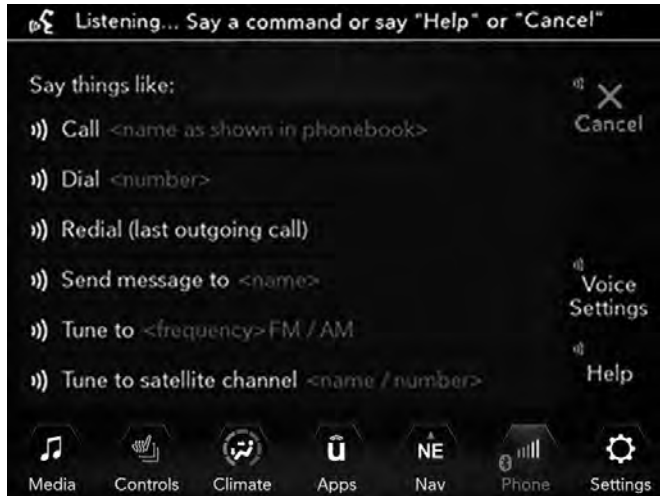 Listening... Say a command or say "Help" or "Cancel"
Say things like:
Call <name as shown in phonebook>
Dial <number>
Redial (last outgoing call)
Send message to <name>
Tune to <frequency> FM / AM
Tune to satellite channel <name / number>
Cancel
Voice
Settings
Help
û
NE
Media Controls Climate Apps Nav Phone Settings